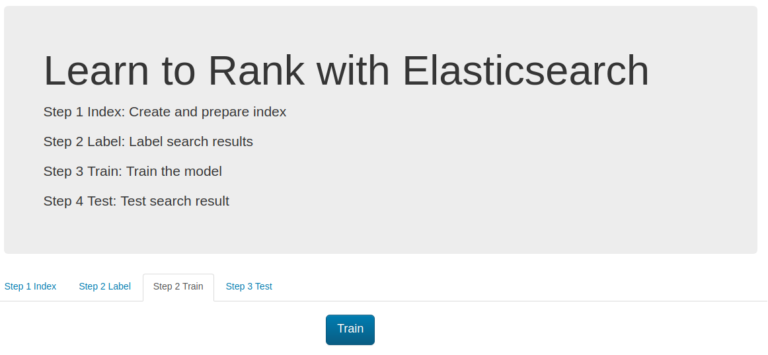 Learn to Rank with Elasticsearch
Step 1 Index: Create and prepare index
Step 2 Label: Label search results
Step 3 Train: Train the model
Step 4 Test: Test search result
Step 1 Index Step 2 Label Step 2 Train Step 3 Test
Train